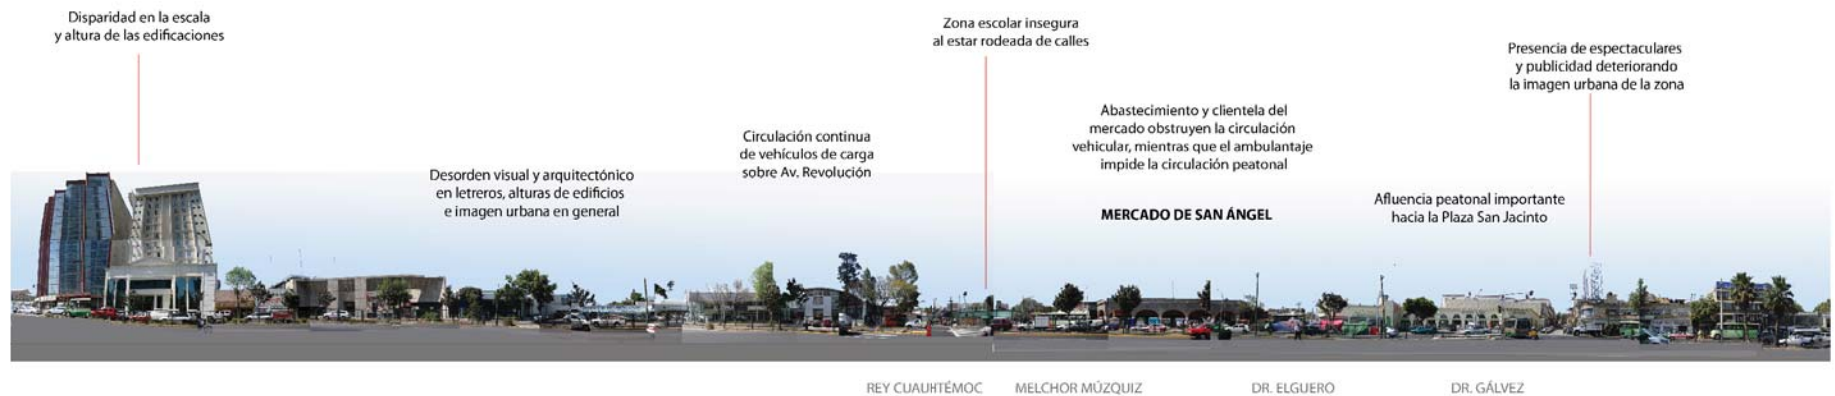 Disparidad en la escala
y altura de las edificaciones
Desorden visual y arquitectónico
en letreros, alturas de edificios
e imagen urbana en general
Circulación continua
de vehículos de carga
sobre Av. Revolución
Zona escolar insegura
al estar rodeada de calles
Abastecimiento y clientela del
mercado obstruyen la circulación
vehicular, mientras que el ambulantaje
impide la circulación peatonal
MERCADO DE SAN ÁNGEL
Afluencia peatonal importante
hacia la Plaza San Jacinto
Presencia de espectaculares
y publicidad deteriorando
la imagen urbana de la zona
REY CUAUHTÉMOC
MELCHOR MÚZQUIZ
DR. ELGUERO
DR. GÁLVEZ